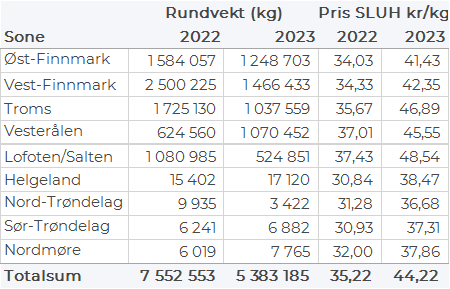 Rundvekt (kg) Pris SLUH kr/kg
Sone 2022 2023 2022 2023
Øst-Finnmark 1 584 057 1 248 703 34,03 41,43
Vest-Finnmark 2 500 225 1 466 433 34,33 42,35
Troms 1 725 130 1 037 559 35,67 46,89
Vesterålen 624 560 1 070 452 37,01 45,55
Lofoten/Salten 1 080 985 524 851 37,43 48,54
Helgeland 15 402 17 120 30,84 38,47
Nord-Trøndelag 9 935 3 422 31,28 36,68
Sør-Trøndelag 6 241 6 882 30,93 37,31
Nordmøre 6 019 7 765 32,00 37,86
Totalsum 7 552 553 5 383 185 35,22 44,22